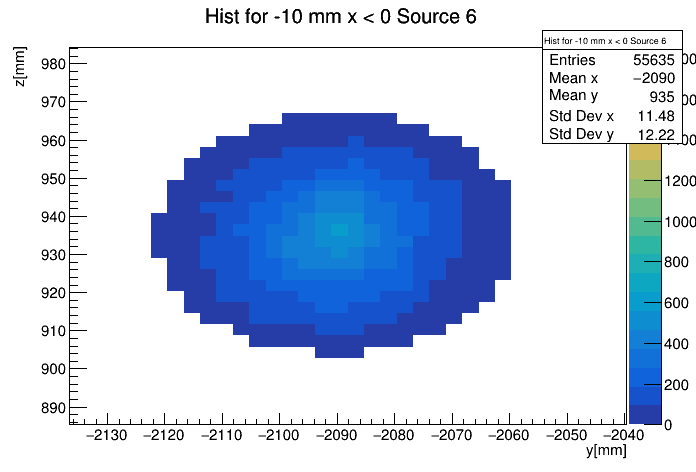 Hist for -10 mm x < 0 Source 6
z[mm]
Hist for -10 mm x < 0 Source 6
Entries 55635
Mean x −2090
Mean y 935
Std Dev x 11.48
Std Dev y 12.22
980
970
960
950
940
930
920
910
900
890
1400
1200
1000
800
600
400
200
0
−2130 −2120 −2110 −2100 −2090 −2080 −2070 −2060 −2050 −2040
y[mm]